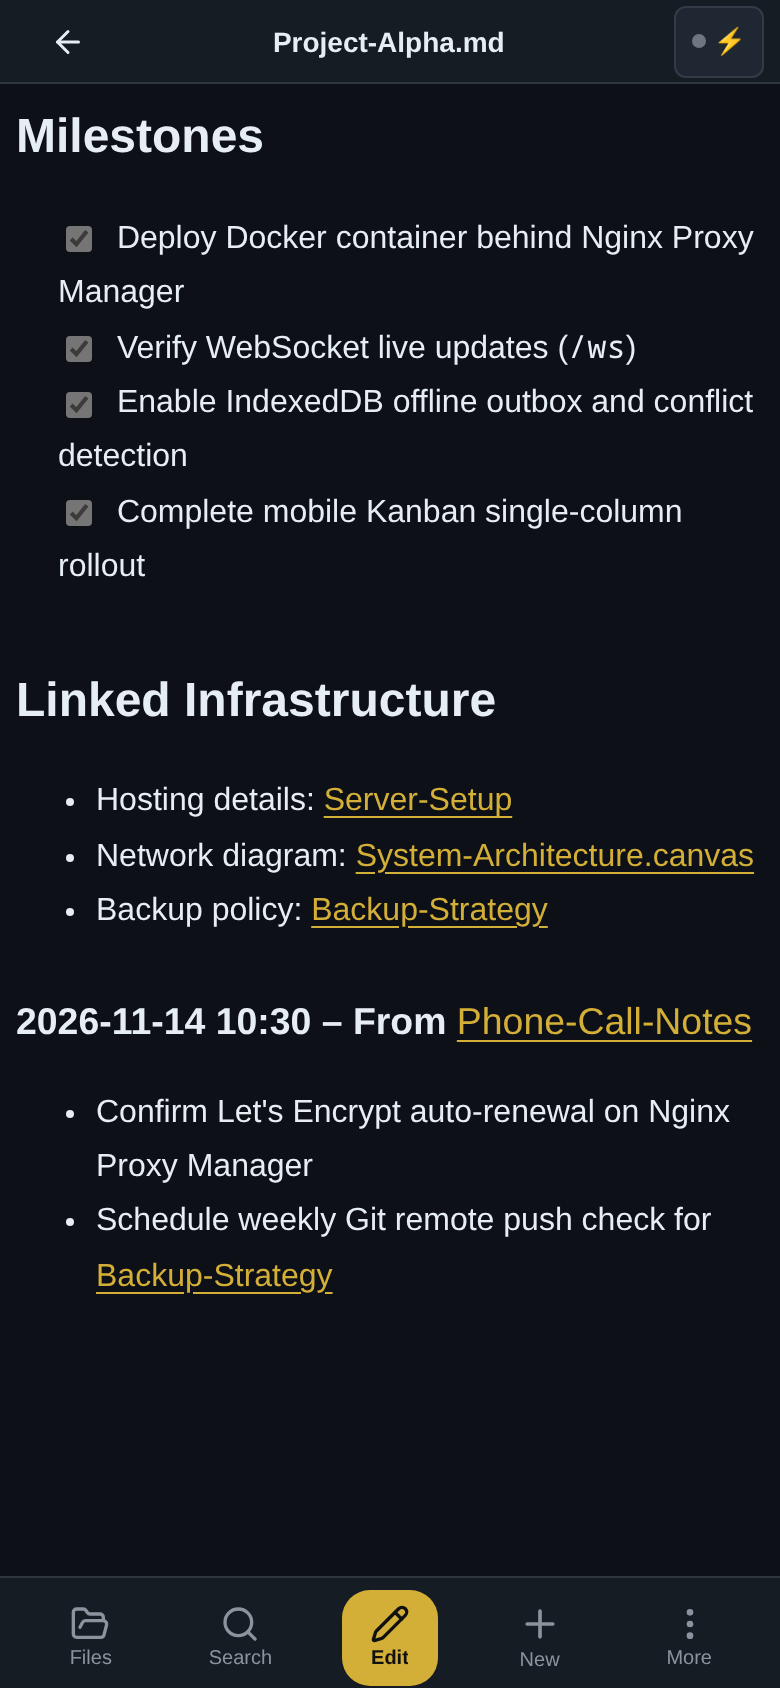 Project-Alpha.md
Milestones
Deploy Docker container behind Nginx Proxy
Manager
Verify WebSocket live updates (/ws)
Enable IndexedDB offline outbox and conflict
detection
Complete mobile Kanban single-column
rollout
Linked Infrastructure
Hosting details: Server-Setup
Network diagram: System-Architecture.canvas
Backup policy: Backup-Strategy
2026-11-14 10:30 – From Phone-Call-Notes
Confirm Let's Encrypt auto-renewal on Nginx
Proxy Manager
Schedule weekly Git remote push check for
Backup-Strategy
Files Search Edit New More